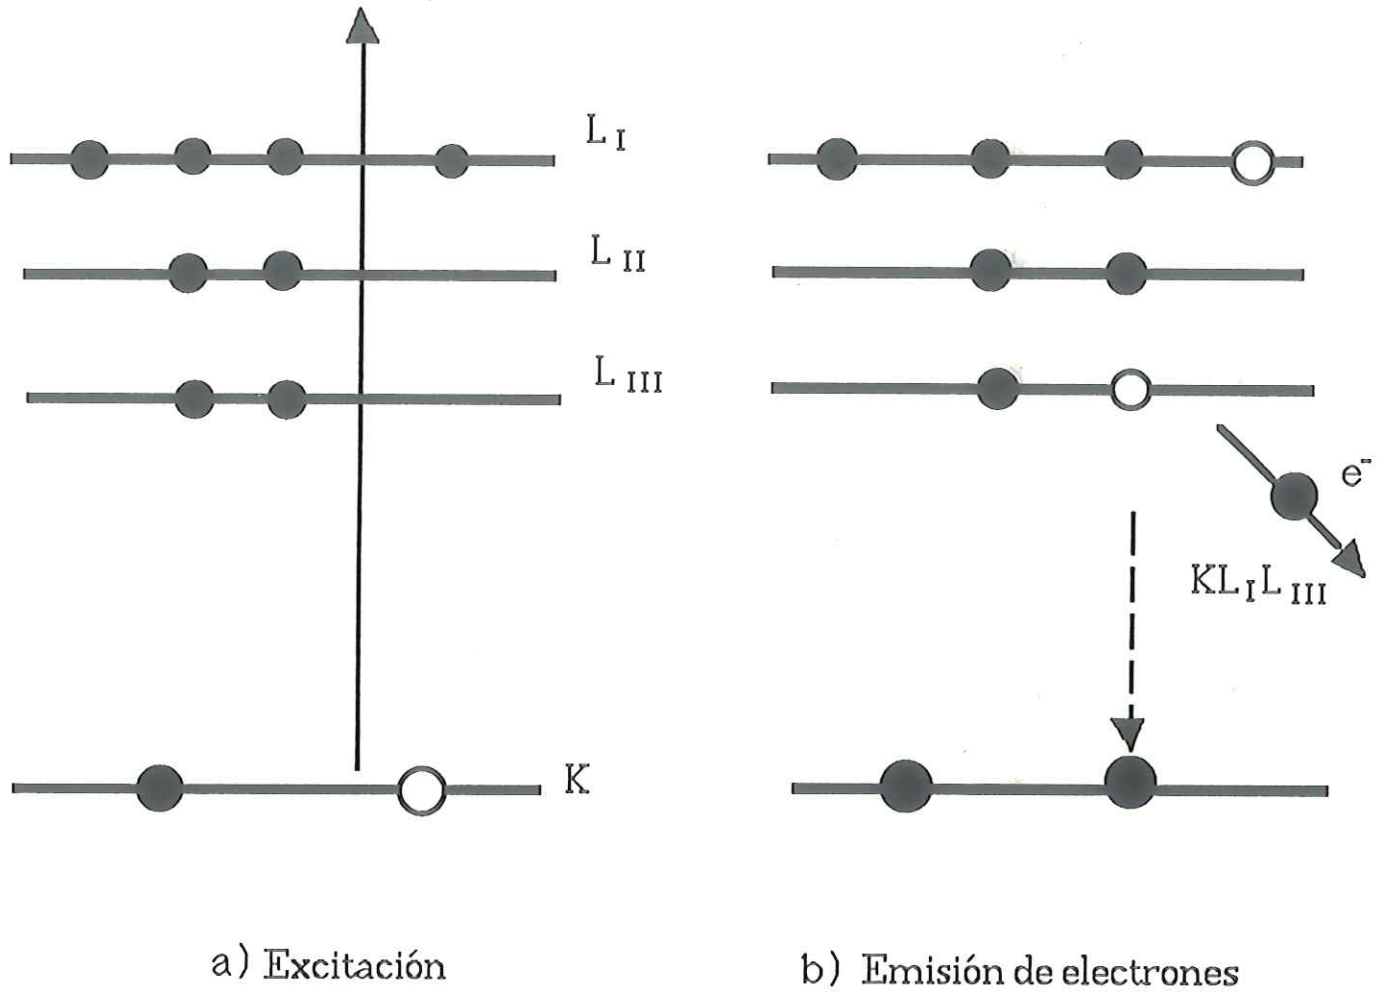 L I
L II
L III
e-
KL I L III
K
a) Excitación
b) Emisión de electrones